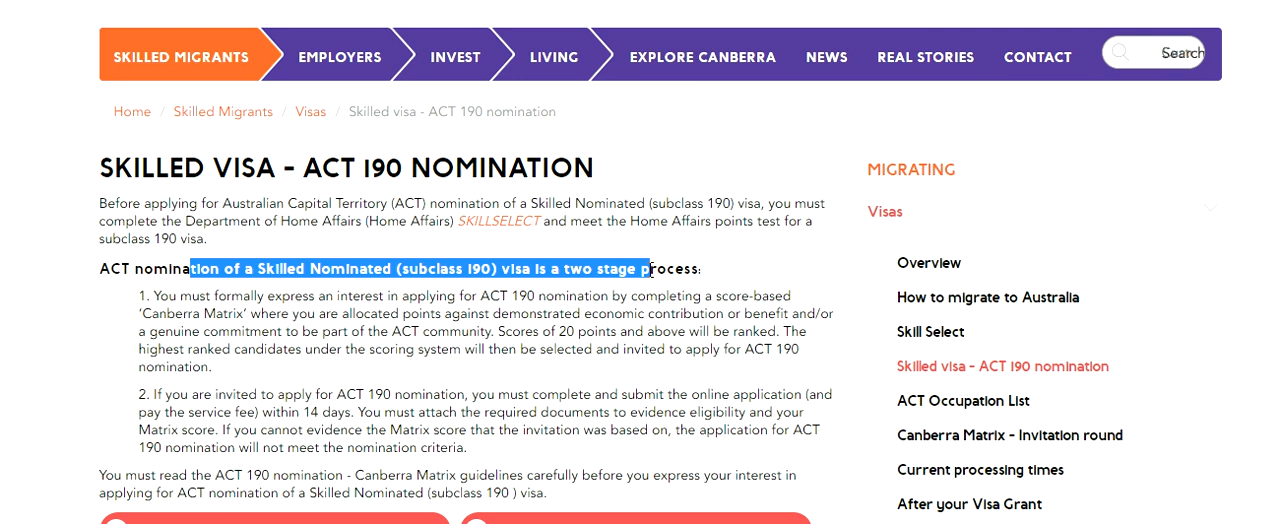 SKILLED MIGRANTS EMPLOYERS INVEST LIVING EXPLORE CANBERRA NEWS REAL STORIES CONTACT Search
Home / Skilled Migrants / Visas / Skilled visa - ACT 190 nomination
SKILLED VISA - ACT 190 NOMINATION
Before applying for Australian Capital Territory (ACT) nomination of a Skilled Nominated (subclass 190) visa, you must
complete the Department of Home Affairs (Home Affairs) SKILLSELECT and meet the Home Affairs points test for a
subclass 190 visa.
ACT nomination of a Skilled Nominated (subclass 190) visa is a two stage process:
1. You must formally express an interest in applying for ACT 190 nomination by completing a score-based
'Canberra Matrix' where you are allocated points against demonstrated economic contribution or benefit and/or
a genuine commitment to be part of the ACT community. Scores of 20 points and above will be ranked. The
highest ranked candidates under the scoring system will then be selected and invited to apply for ACT 190
nomination.
2. If you are invited to apply for ACT 190 nomination, you must complete and submit the online application (and
pay the service fee) within 14 days. You must attach the required documents to evidence eligibility and your
Matrix score. If you cannot evidence the Matrix score that the invitation was based on, the application for ACT
190 nomination will not meet the nomination criteria.
You must read the ACT 190 nomination - Canberra Matrix guidelines carefully before you express your interest in
applying for ACT nomination of a Skilled Nominated (subclass 190 ) visa.
MIGRATING
Visas
Overview
How to migrate to Australia
Skill Select
Skilled visa - ACT 190 nomination
ACT Occupation List
Canberra Matrix - Invitation round
Current processing times
After your Visa Grant